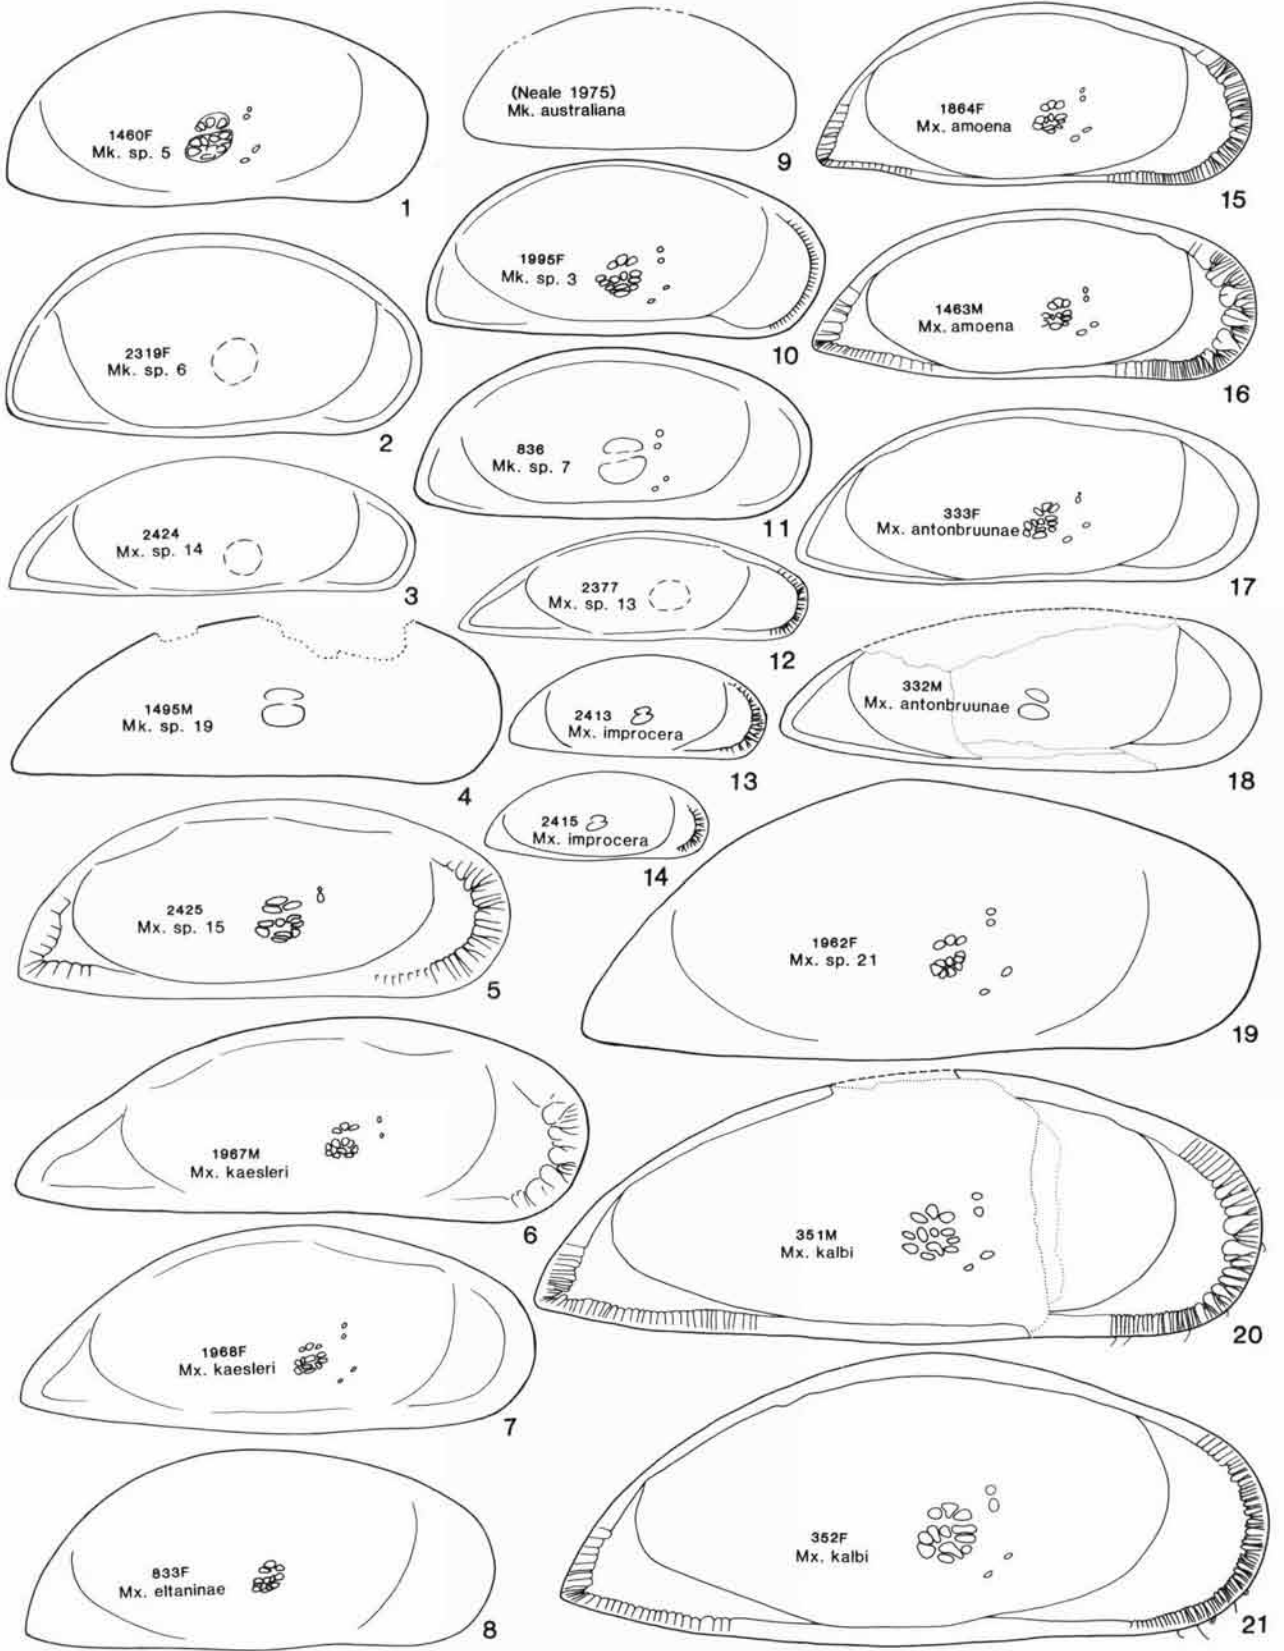 1460F
Mk. sp. 5
1
2319F
Mk. sp. 6
2
2424
Mx. sp. 14
3
1495M
Mk. sp. 19
4
2425
Mx. sp. 15
5
1967M
Mx. kaesleri
6
1968F
Mx. kaesleri
7
833F
Mx. eltaninae
8
(Neale 1975)
Mk. australiana
9
1995F
Mk. sp. 3
10
836
Mk. sp. 7
11
2377
Mx. sp. 13
12
2413
Mx. improcera
13
2415
Mx. improcera
14
1864F
Mx. amoena
15
1463M
Mx. amoena
16
333F
Mx. antonbruunae
17
332M
Mx. antonbruunae
18
1962F
Mx. sp. 21
19
351M
Mx. kalbi
20
352F
Mx. kalbi
21